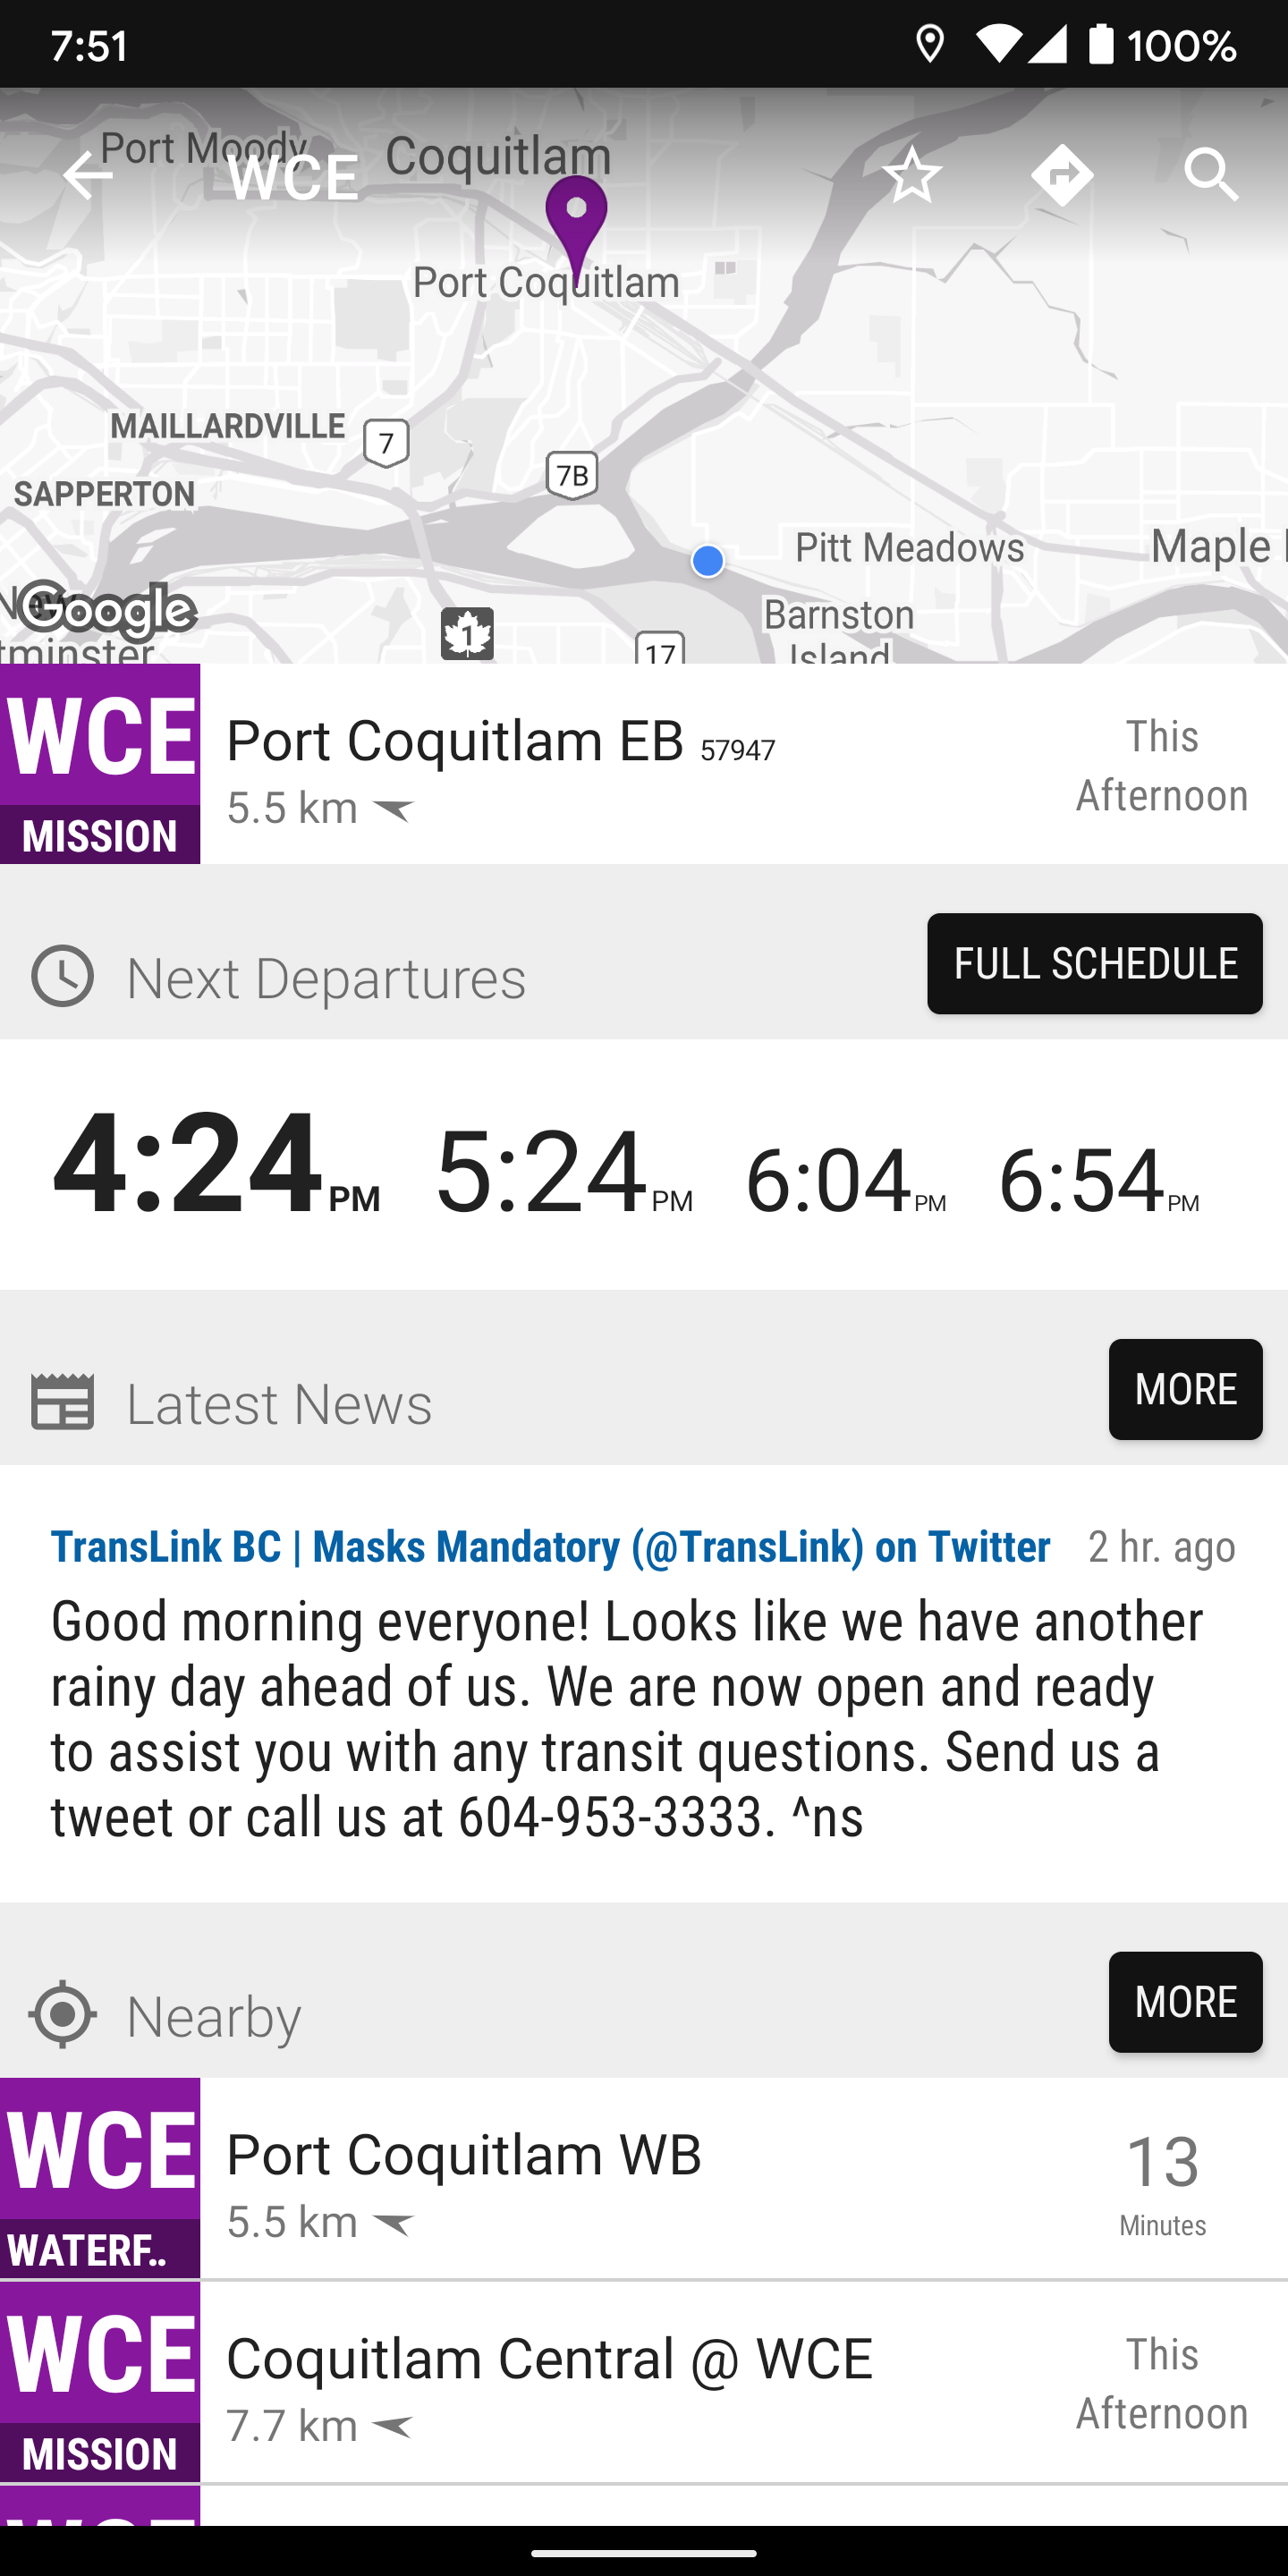 7:51
100%
Port Moody
Coquitlam
WCE
Port Coquitlam
MAILLARDVILLE
7
7B
SAPPERTON
Pitt Meadows
Maple
Barnston
Island
Google
1
17
WCE
MISSION
Port Coquitlam EB 57947
5.5 km
This
Afternoon
Next Departures
FULL SCHEDULE
4:24 PM 5:24 PM 6:04 PM 6:54 PM
Latest News
MORE
TransLink BC | Masks Mandatory (@TransLink) on Twitter 2 hr. ago
Good morning everyone! Looks like we have another
rainy day ahead of us. We are now open and ready
to assist you with any transit questions. Send us a
tweet or call us at 604-953-3333. ^ns
Nearby
MORE
WCE
WATERF..
Port Coquitlam WB
5.5 km
13
Minutes
WCE
MISSION
Coquitlam Central @ WCE
7.7 km
This
Afternoon